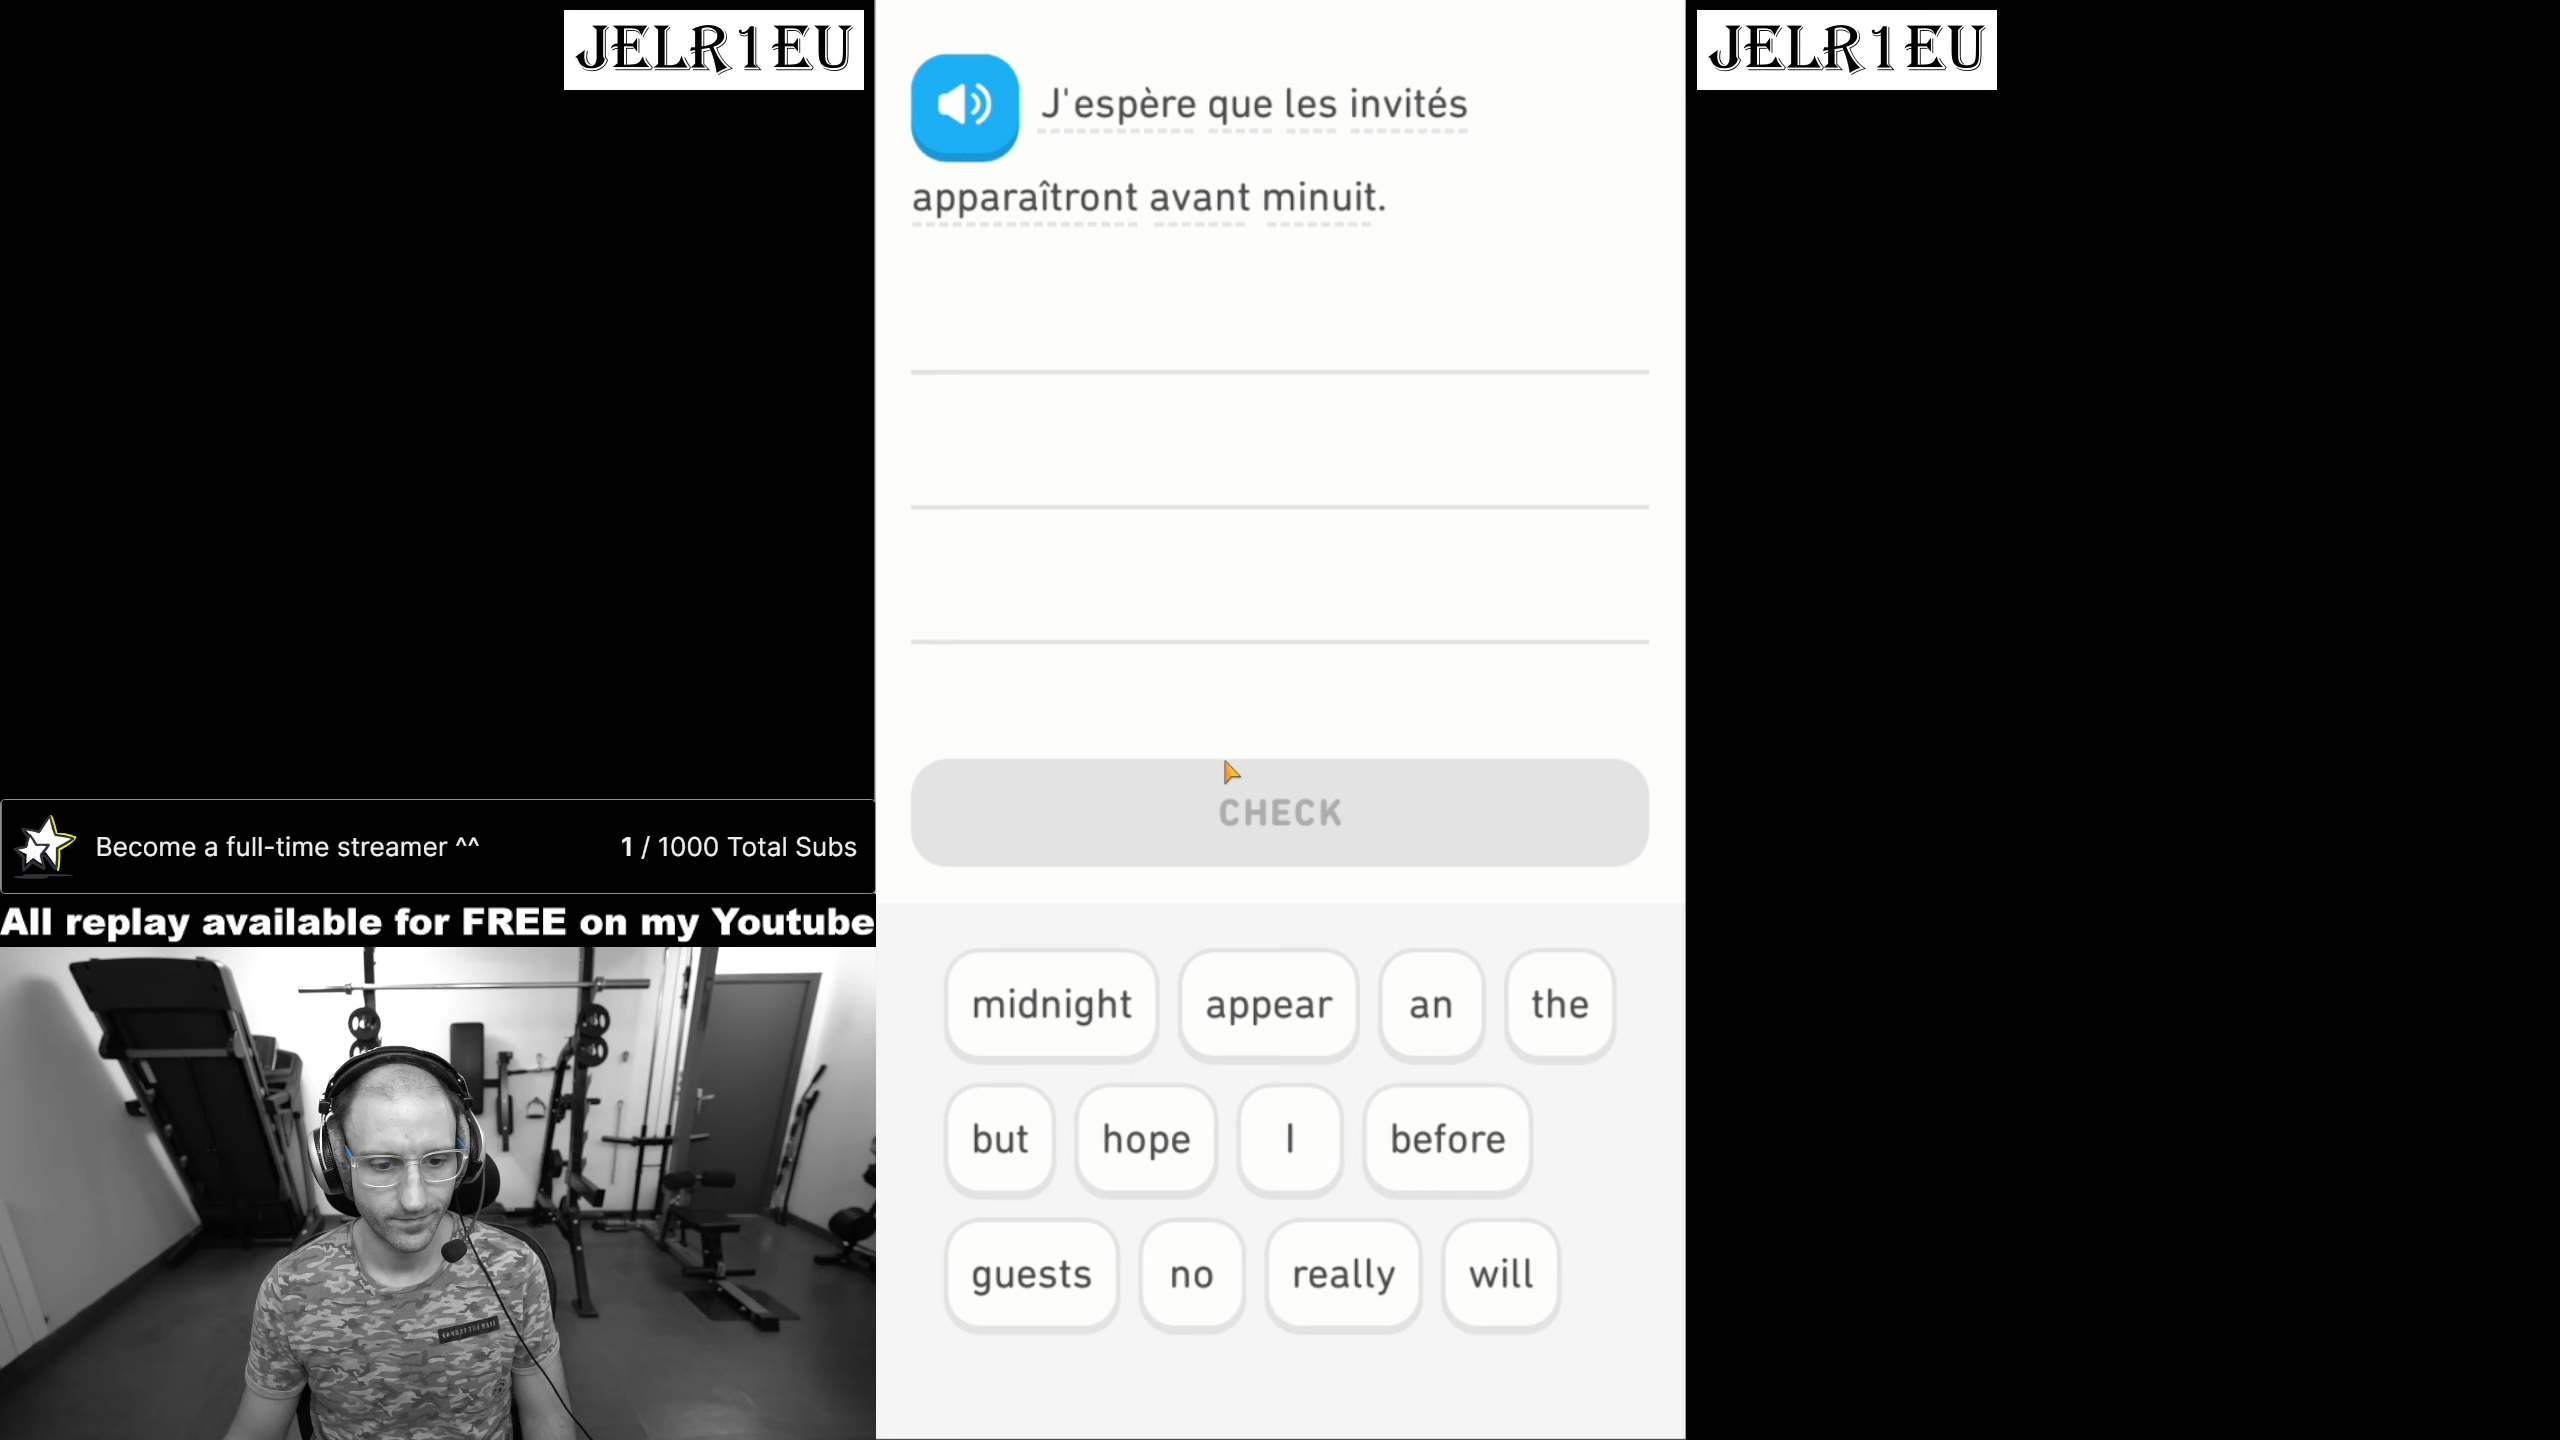 JELR1EU
JELR1EU
J'espère que les invités
apparaîtront avant minuit.
CHECK
Become a full-time streamer ^^ 1 / 1000 Total Subs
All replay available for FREE on my Youtube
midnight appear an the
but hope I before
guests no really will